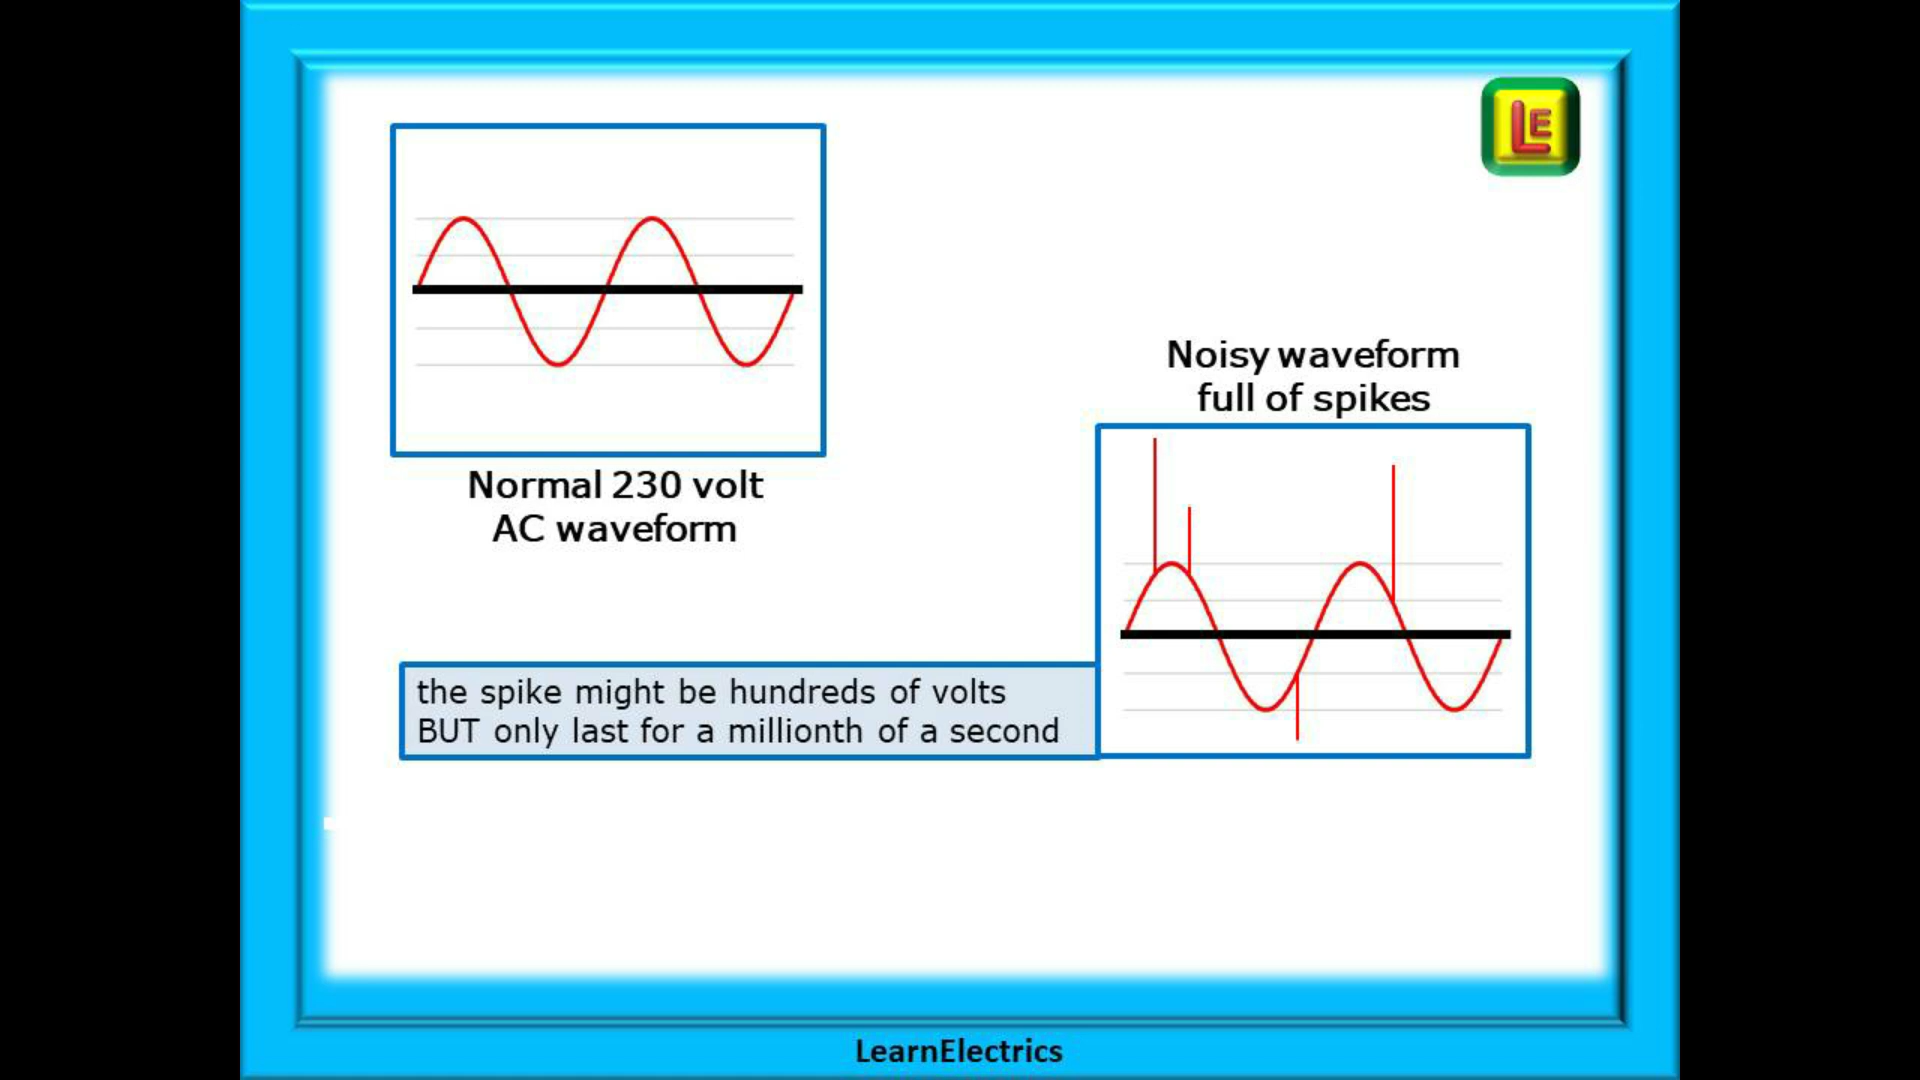 LE
Normal 230 volt
AC waveform
Noisy waveform
full of spikes
the spike might be hundreds of volts
BUT only last for a millionth of a second
LearnElectrics